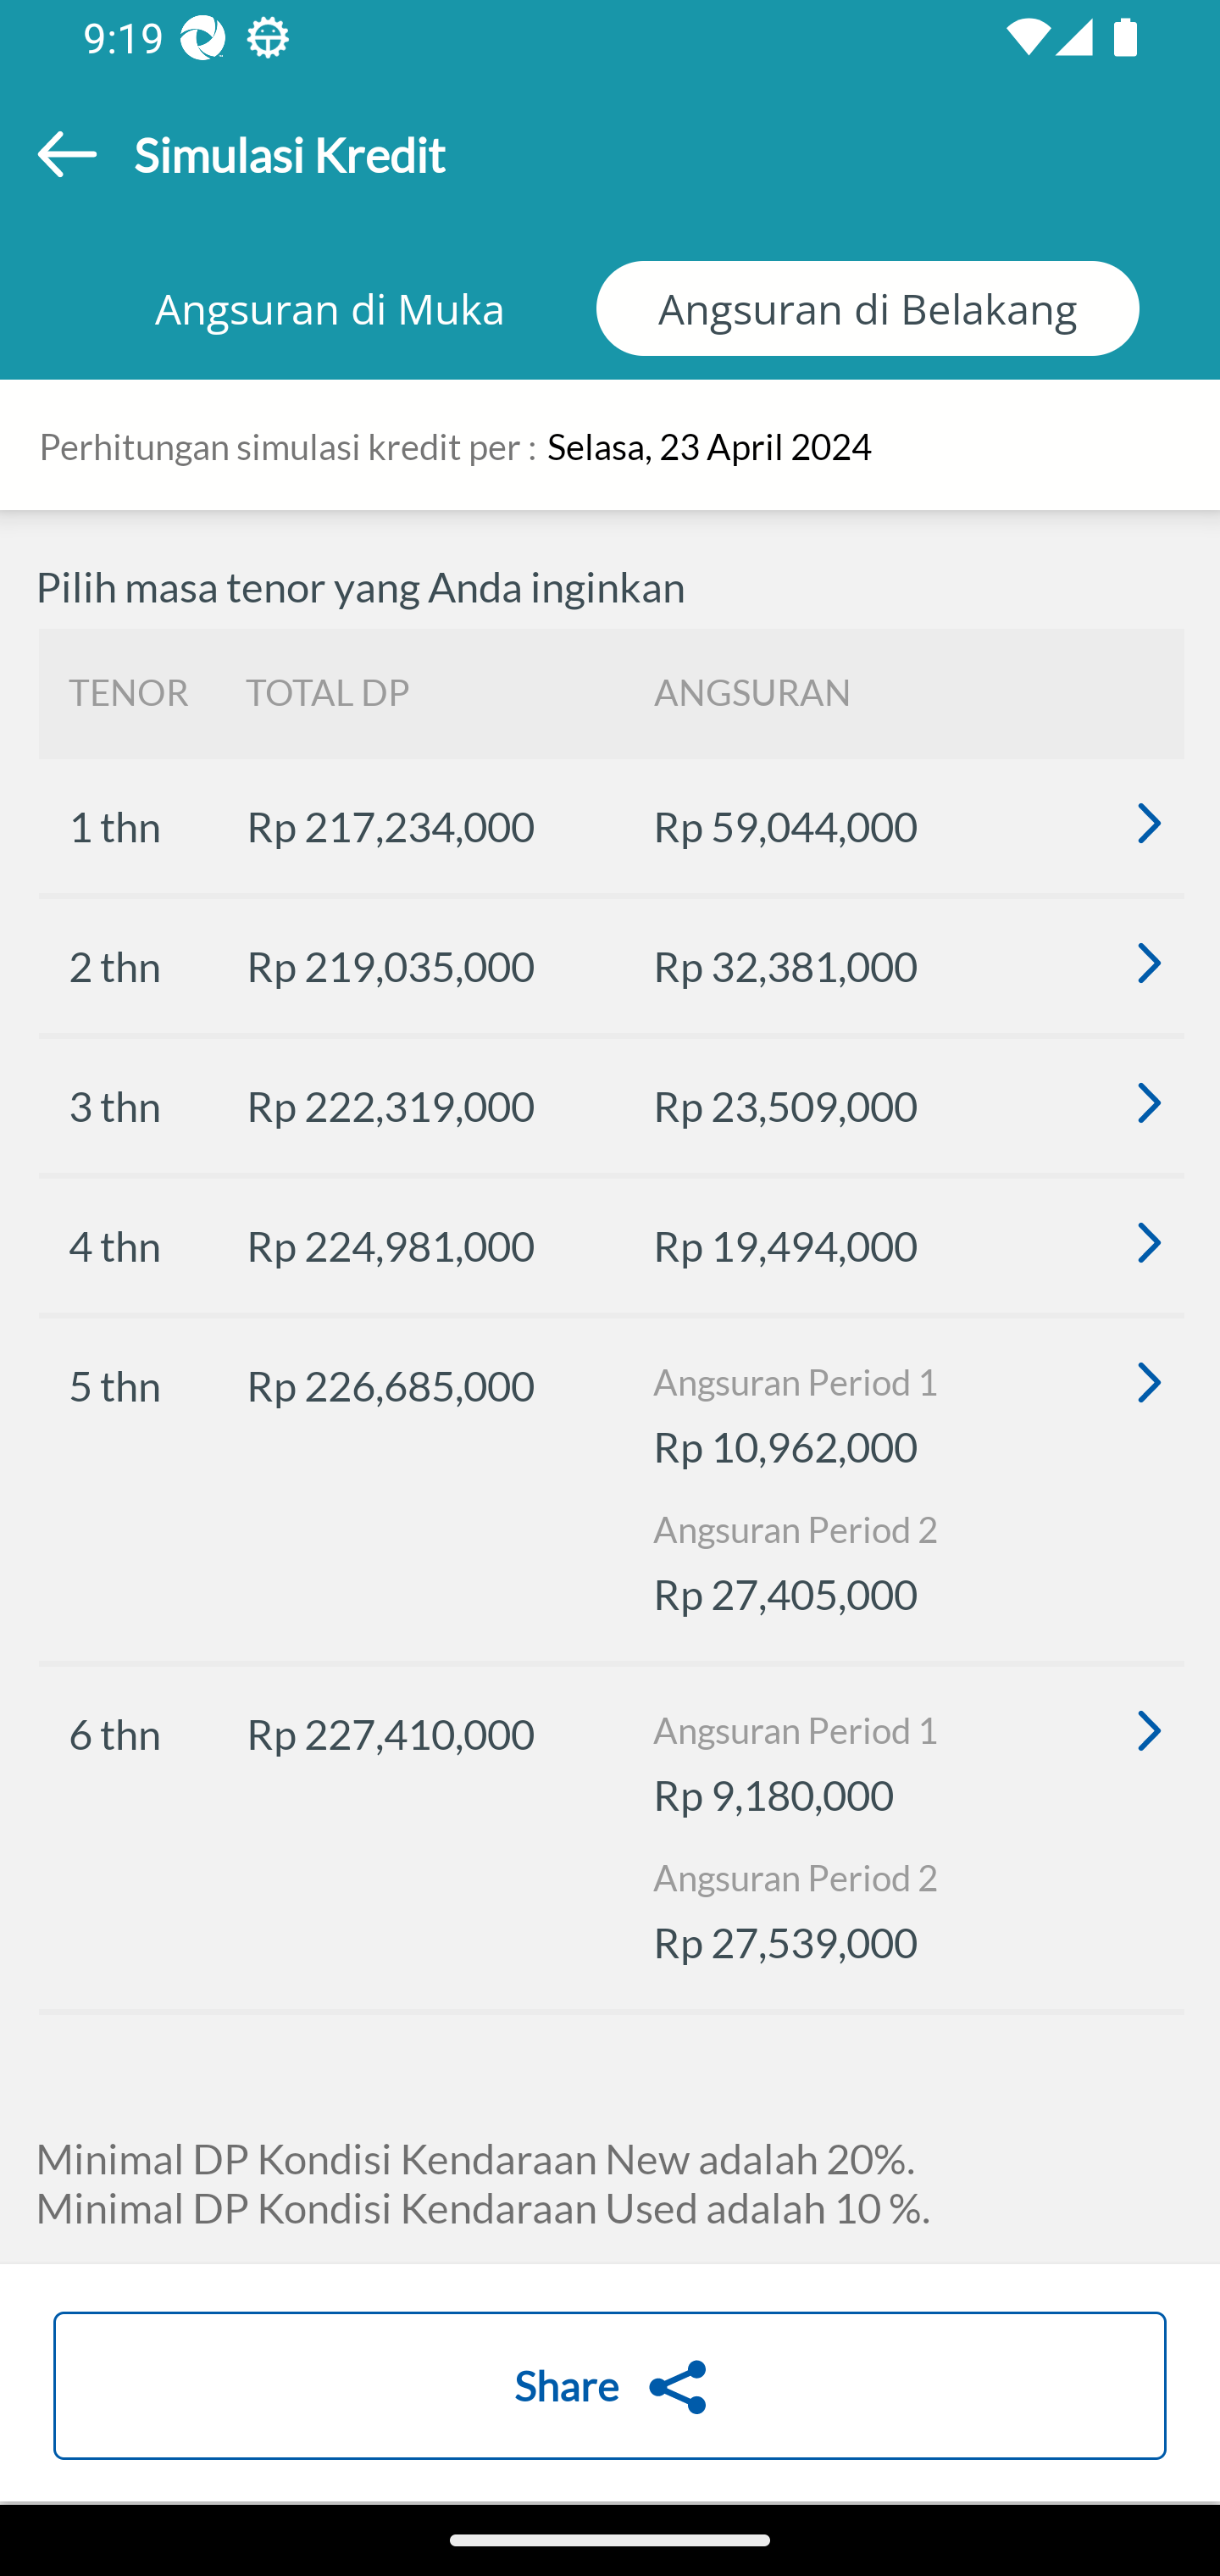 9:19
Simulasi Kredit
Angsuran di Muka Angsuran di Belakang
Perhitungan simulasi kredit per : Selasa, 23 April 2024
Pilih masa tenor yang Anda inginkan
TENOR TOTAL DP ANGSURAN
1 thn Rp 217,234,000 Rp 59,044,000
2 thn Rp 219,035,000 Rp 32,381,000
3 thn Rp 222,319,000 Rp 23,509,000
4 thn Rp 224,981,000 Rp 19,494,000
5 thn Rp 226,685,000 Angsuran Period 1
Rp 10,962,000
Angsuran Period 2
Rp 27,405,000
6 thn Rp 227,410,000 Angsuran Period 1
Rp 9,180,000
Angsuran Period 2
Rp 27,539,000
Minimal DP Kondisi Kendaraan New adalah 20%.
Minimal DP Kondisi Kendaraan Used adalah 10 %.
Share